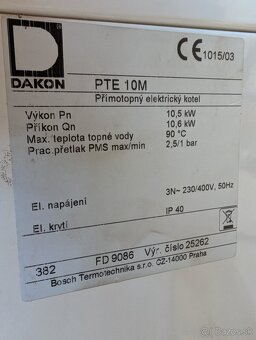 DAKON
CE 1015/03
PTE 10M
Přímotopný elektrický kotel
Výkon Pn 10,5 kW
Příkon Qn 10,6 kW
Max. teplota topné vody 90 °C
Prac.přetlak PMS max/min 2,5/1 bar
El. napájení 3N~ 230/400V, 50Hz
El. krytí IP 40
382 FD 9086 Výr. číslo 25262
Bosch Termotechnika s.r.o. CZ-14000 Praha
bazos.sk